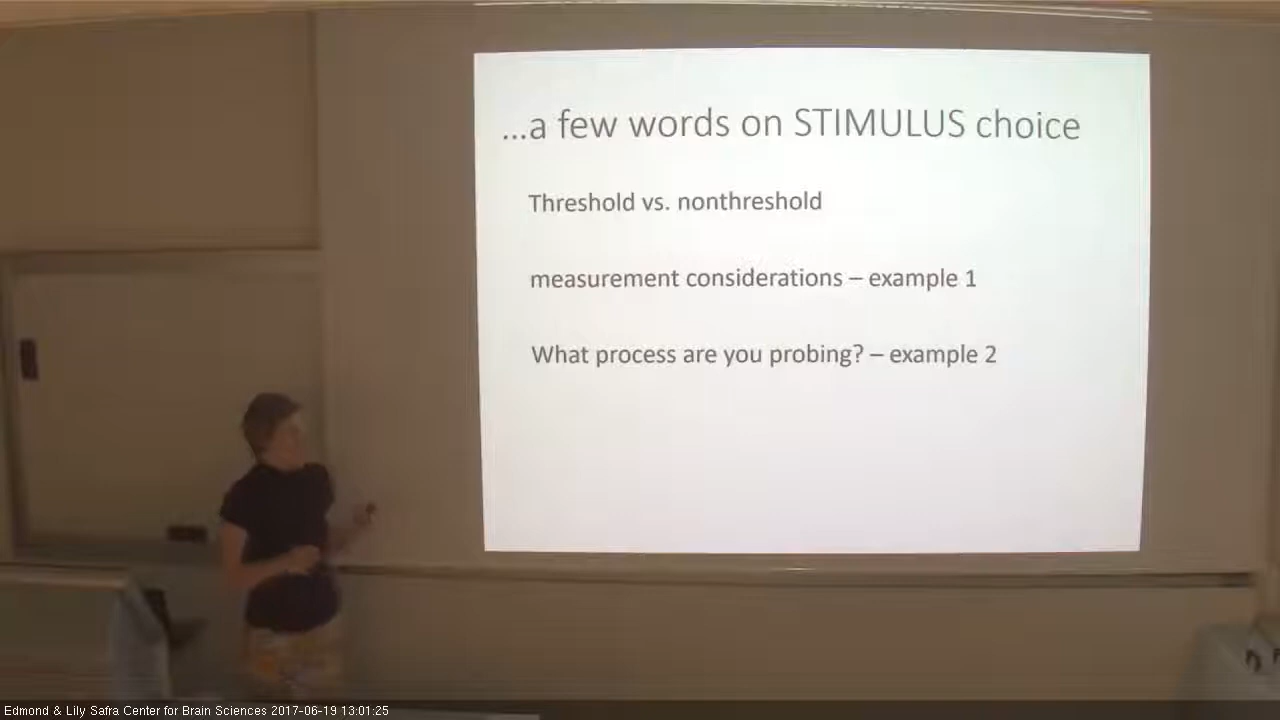 ...a few words on STIMULUS choice
Threshold vs. nonthreshold
measurement considerations – example 1
What process are you probing? – example 2
Edmond & Lily Safra Center for Brain Sciences 2017-06-19 13:01:25